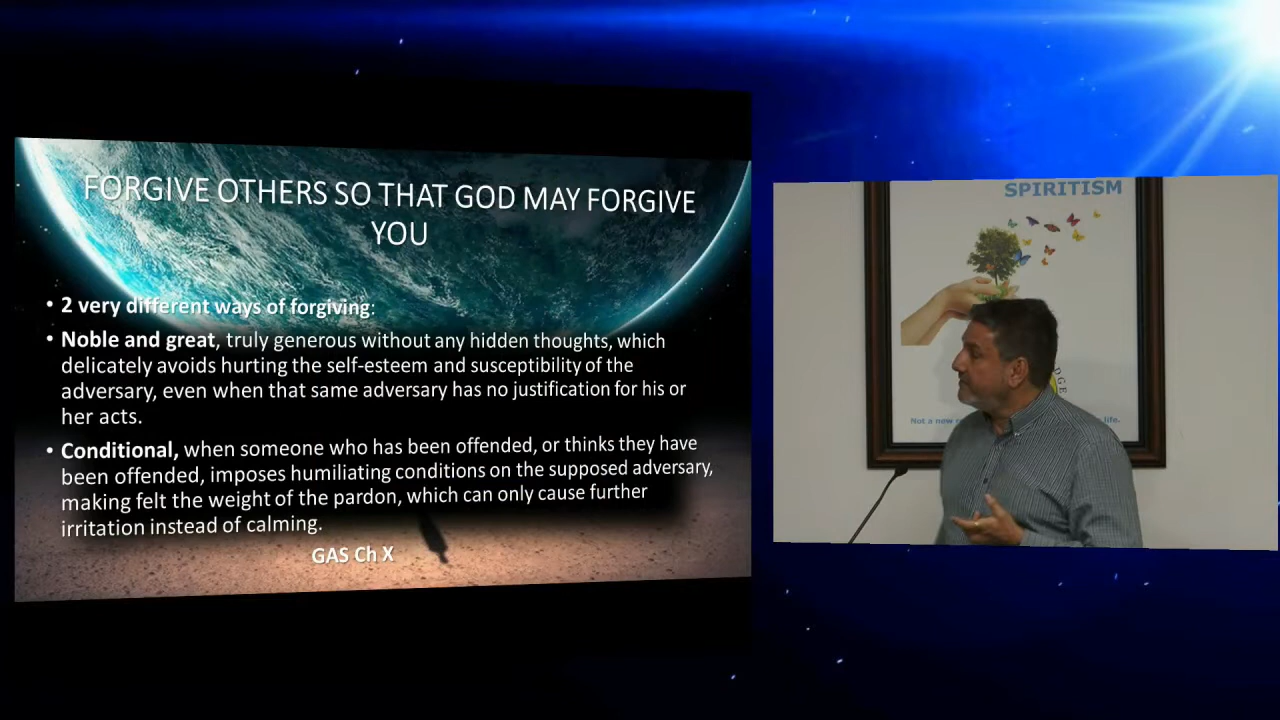 FORGIVE OTHERS SO THAT GOD MAY FORGIVE
YOU
• 2 very different ways of forgiving:
• Noble and great, truly generous without any hidden thoughts, which
delicately avoids hurting the self-esteem and susceptibility of the
adversary, even when that same adversary has no justification for his or
her acts.
• Conditional, when someone who has been offended, or thinks they have
been offended, imposes humiliating conditions on the supposed adversary,
making felt the weight of the pardon, which can only cause further
irritation instead of calming.
GAS Ch X
SPIRITISM
Not a new
life.